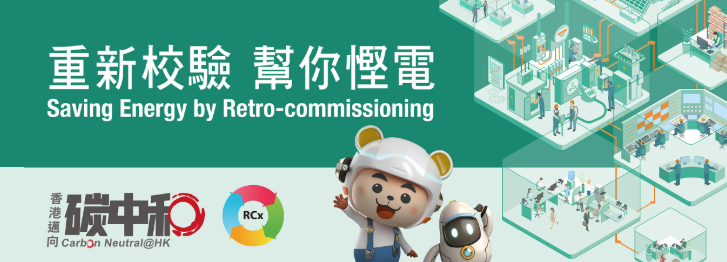 重新校驗 幫你慳電
Saving Energy by Retro-commissioning
香港邁向
碳中和
Carbon Neutral@HK
RCx